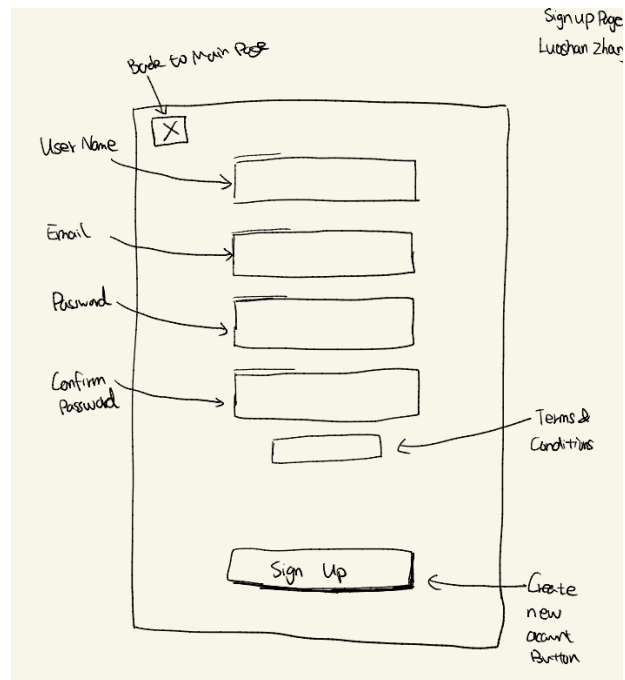 Sign up Page
Luoshan Zhang
Back to Main Page
X
User Name
Email
Password
Confirm
Password
Terms &
Conditions
Sign Up
Create
new
account
Button